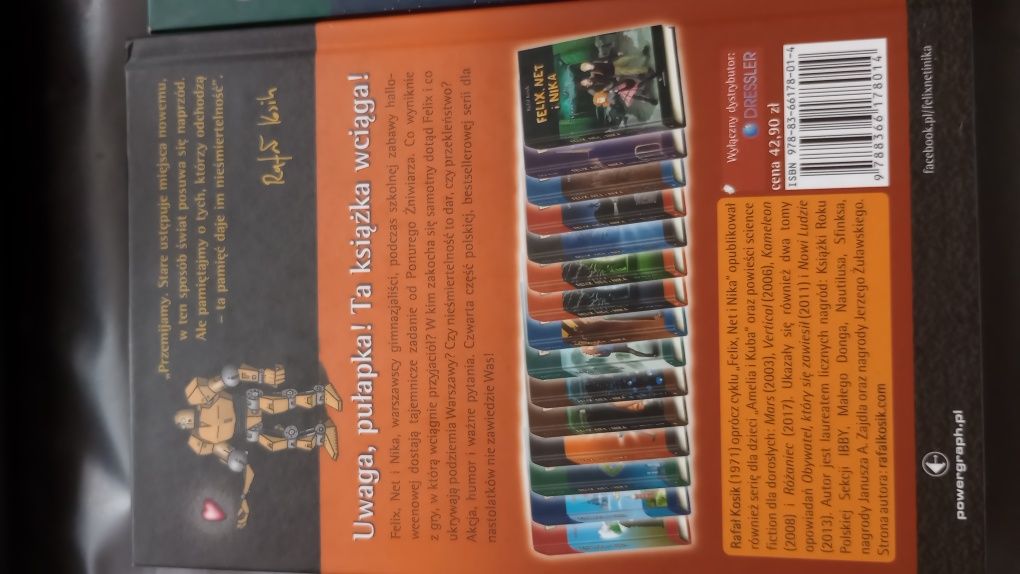 „Przemijamy. Stare ustępuje miejsca nowemu,
w ten sposób świat posuwa się naprzód.
Ale pamiętajmy o tych, którzy odchodzą
– ta pamięć daje im nieśmiertelność”.
Rafał Kosik
Uwaga, pułapka! Ta książka wciąga!
Felix, Net i Nika, warszawscy gimnazjaliści, podczas szkolnej zabawy hallo-
weenowej dostają tajemnicze zadanie od Ponurego Żniwiarza. Co wyniknie
z gry, w którą wciągnie przyjaciół? W kim zakocha się samotny dotąd Felix i co
ukrywają podziemia Warszawy? Czy nieśmiertelność to dar, czy przekleństwo?
Akcja, humor i ważne pytania. Czwarta część polskiej, bestsellerowej serii dla
nastolatków nie zawiedzie Was!
FELIX, NET
i NIKA
Rafał Kosik (1971) oprócz cyklu „Felix, Net i Nika” opublikował
również serię dla dzieci „Amelia i Kuba” oraz powieści science
fiction dla dorosłych: Mars (2003), Vertical (2006), Kameleon
(2008) i Różaniec (2017). Ukazały się również dwa tomy
opowiadań Obywatel, który się zawiesił (2011) i Nowi Ludzie
(2013). Autor jest laureatem licznych nagród: Książki Roku
Polskiej Sekcji IBBY, Małego Donga, Nautilusa, Sfinksa,
nagrody Janusza A. Zajdla oraz nagrody Jerzego Żuławskiego.
Strona autora: rafalkosik.com
Wyłączny dystrybutor:
DRESSLER
cena 42,90 zł
ISBN 978-83-66178-01-4
9 788366 178014
powergraph.pl
facebook.pl/felixnetinika